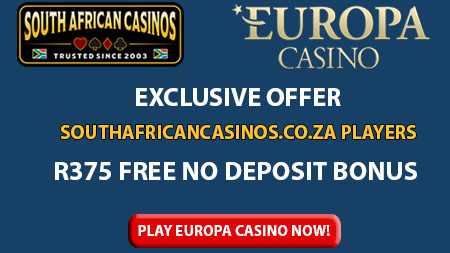 SOUTH AFRICAN CASINOS
TRUSTED SINCE 2003
EUROPA
CASINO
EXCLUSIVE OFFER
SOUTHAFRICANCASINOS.CO.ZA PLAYERS
R375 FREE NO DEPOSIT BONUS
PLAY EUROPA CASINO NOW!